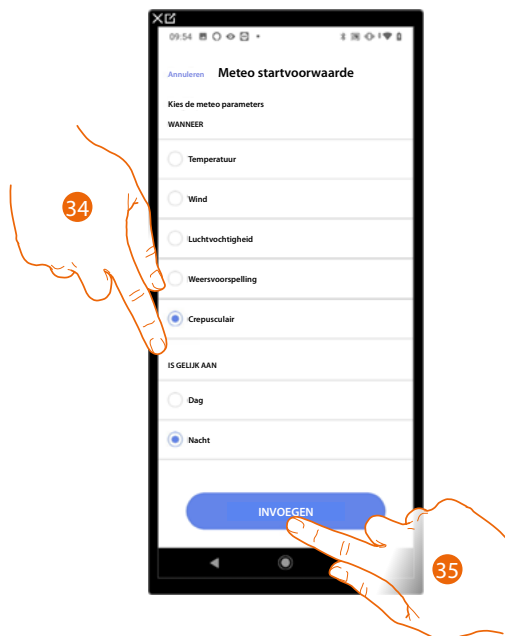 09:54
Annuleren Meteo startvoorwaarde
Kies de meteo parameters
WANNEER
Temperatuur
Wind
Luchtvochtigheid
Weersvoorspelling
Crepusculair
IS GELIJK AAN
Dag
Nacht
INVOEGEN
34
35